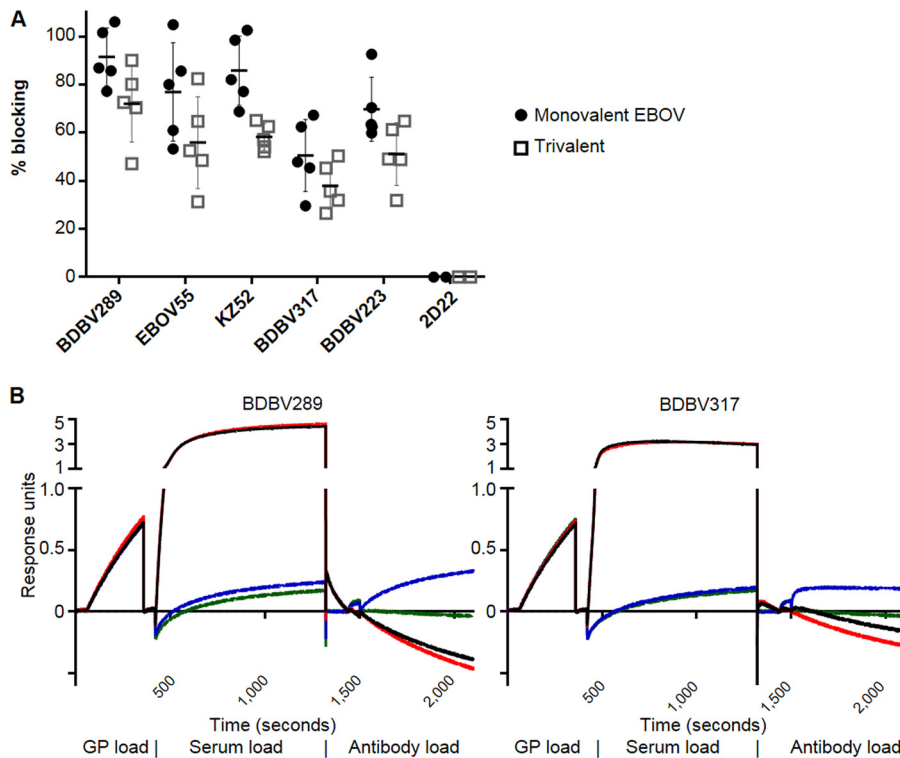 A
% blocking
100
80
60
40
20
0
BDBV289
EBOV55
KZ52
BDBV317
BDBV223
2D22
Monovalent EBOV
Trivalent
B
BDBV289
BDBV317
Response units
5
3
1
1.0
0.5
0
500
1,000
1,500
2,000
Time (seconds)
GP load | Serum load | Antibody load
5
3
1
1.0
0.5
0
500
1,000
1,500
2,000
Time (seconds)
GP load | Serum load | Antibody load